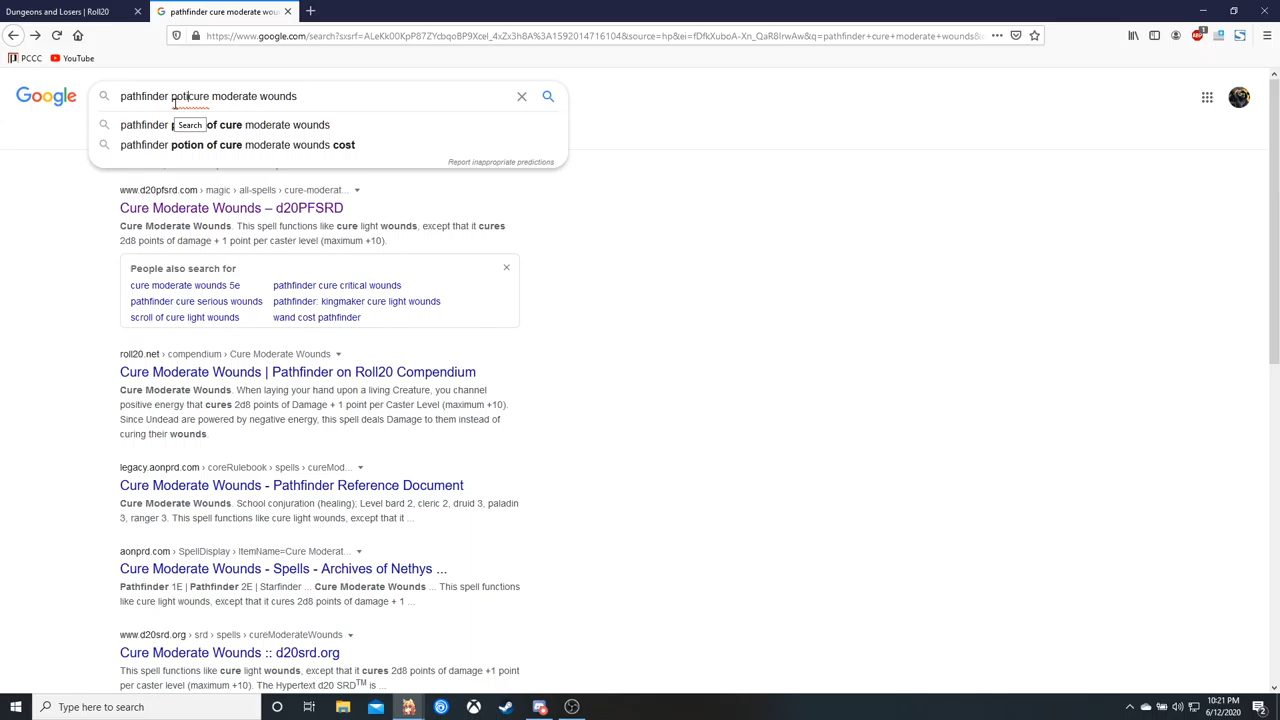 Dungeons and Losers | Roll20
pathfinder cure moderate wou
https://www.google.com/search?sxsrf=ALeKk00KpP87ZYcbqoBP9Xcel_4xZx3h8A%3A1592014716104&source=hp&ei=fDfkXuboA-Xn_QaR8IrwAw&q=pathfinder+cure+moderate+wounds&
PCCC
YouTube
Google
pathfinder poticure moderate wounds
pathfinder p of cure moderate wounds
Search
pathfinder potion of cure moderate wounds cost
Report inappropriate predictions
www.d20pfsrd.com › magic › all-spells › cure-moderat...
Cure Moderate Wounds – d20PFSRD
Cure Moderate Wounds. This spell functions like cure light wounds, except that it cures
2d8 points of damage + 1 point per caster level (maximum +10).
People also search for
cure moderate wounds 5e
pathfinder cure critical wounds
pathfinder cure serious wounds
pathfinder: kingmaker cure light wounds
scroll of cure light wounds
wand cost pathfinder
roll20.net › compendium › Cure Moderate Wounds
Cure Moderate Wounds | Pathfinder on Roll20 Compendium
Cure Moderate Wounds. When laying your hand upon a living Creature, you channel
positive energy that cures 2d8 points of Damage + 1 point per Caster Level (maximum +10).
Since Undead are powered by negative energy, this spell deals Damage to them instead of
curing their wounds.
legacy.aonprd.com › coreRulebook › spells › cureMod...
Cure Moderate Wounds - Pathfinder Reference Document
Cure Moderate Wounds. School conjuration (healing); Level bard 2, cleric 2, druid 3, paladin
3, ranger 3. This spell functions like cure light wounds, except that it ...
aonprd.com › SpellDisplay › ItemName=Cure Moderat...
Cure Moderate Wounds - Spells - Archives of Nethys ...
Pathfinder 1E | Pathfinder 2E | Starfinder ... Cure Moderate Wounds ... This spell functions
like cure light wounds, except that it cures 2d8 points of damage + 1 ...
www.d20srd.org › srd › spells › cureModerateWounds
Cure Moderate Wounds :: d20srd.org
This spell functions like cure light wounds, except that it cures 2d8 points of damage +1 point
per caster level (maximum +10). The Hypertext d20 SRD™ is ...
Type here to search
10:21 PM
6/12/2020
2